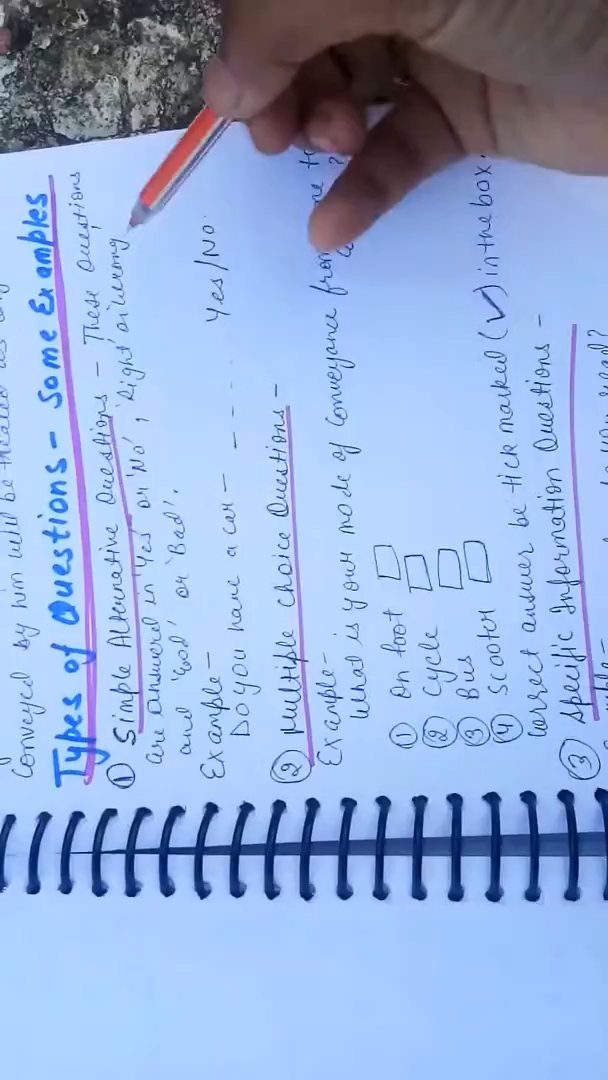 Conveyed by him will be treated as
Types of Questions - Some Examples
① Simple Alternative Questions - These Questions
are answered in 'Yes' or 'No', 'Right' or 'wrong'
and 'Good' or 'Bad'.
Example -
Do you have a car - - - - . . Yes/No.
② Multiple Choice Questions -
Example -
What is your mode of Conveyance from
① on foot
② Cycle
③ Bus
④ Scooter
Correct answer be tick marked (✓) in the box.
③ Specific Information Questions -